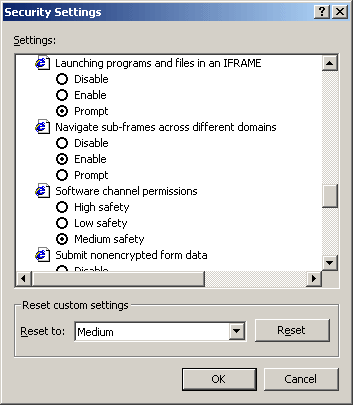 Security Settings
Settings:
Launching programs and files in an IFRAME
Disable
Enable
Prompt
Navigate sub-frames across different domains
Disable
Enable
Prompt
Software channel permissions
High safety
Low safety
Medium safety
Submit nonencrypted form data
Disable
Reset custom settings
Reset to:
Medium
Reset
OK
Cancel